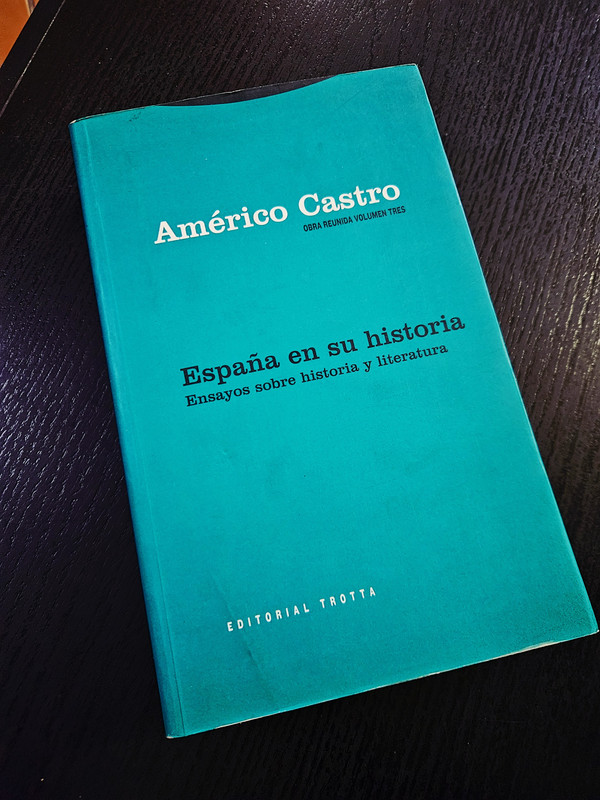 Américo Castro
OBRA REUNIDA VOLUMEN TRES
España en su historia
Ensayos sobre historia y literatura
EDITORIAL TROTTA